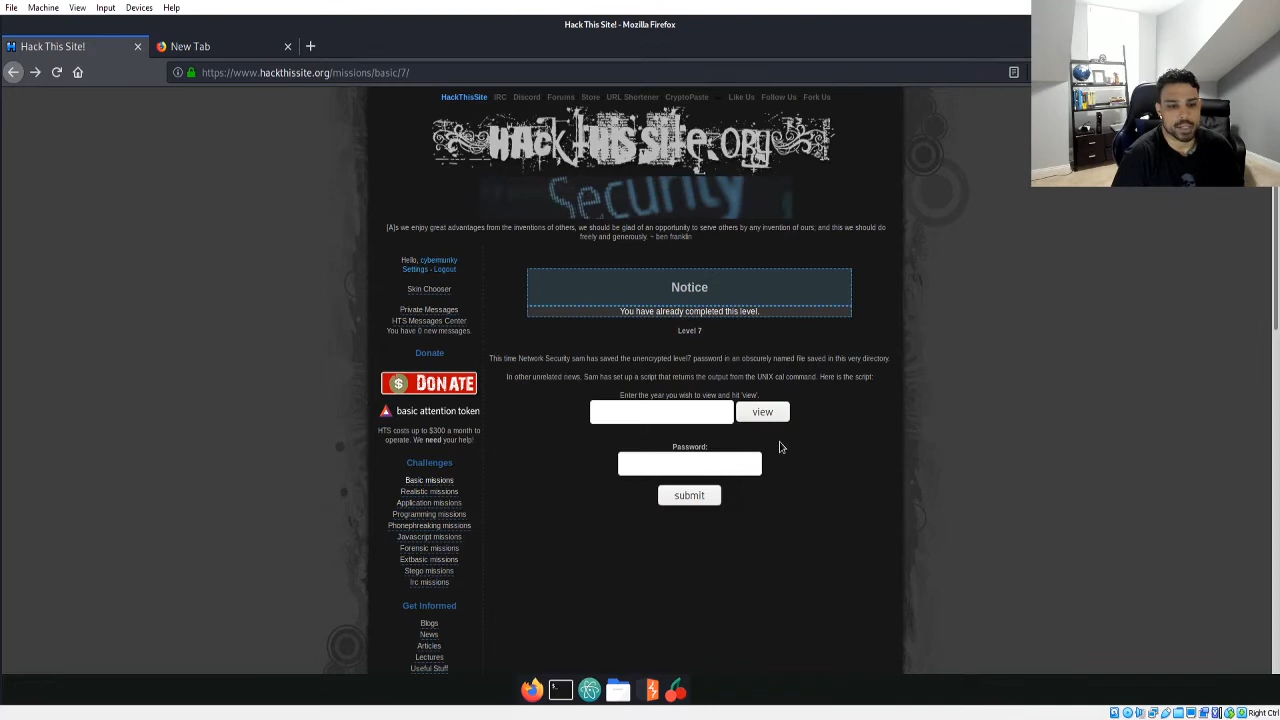 File Machine View Input Devices Help
Hack This Site! - Mozilla Firefox
Hack This Site!
New Tab
https://www.hackthissite.org/missions/basic/7/
HackThisSite IRC Discord Forums Store URL Shortener CryptoPaste Like Us Follow Us Fork Us
HackThisSite.org
Security
[A]s we enjoy great advantages from the inventions of others, we should be glad of an opportunity to serve others by any invention of ours; and this we should do
freely and generously. ~ ben franklin
Hello, cybermunky
Settings - Logout
Skin Chooser
Private Messages
HTS Messages Center
You have 0 new messages.
Donate
$ DONATE
basic attention token
HTS costs up to $300 a month to
operate. We need your help!
Challenges
Basic missions
Realistic missions
Application missions
Programming missions
Phonephreaking missions
Javascript missions
Forensic missions
Extbasic missions
Stego missions
Irc missions
Get Informed
Blogs
News
Articles
Lectures
Useful Stuff
Notice
You have already completed this level.
Level 7
This time Network Security sam has saved the unencrypted level7 password in an obscurely named file saved in this very directory.
In other unrelated news, Sam has set up a script that returns the output from the UNIX cal command. Here is the script:
Enter the year you wish to view and hit 'view'.
view
Password:
submit
Right Ctrl